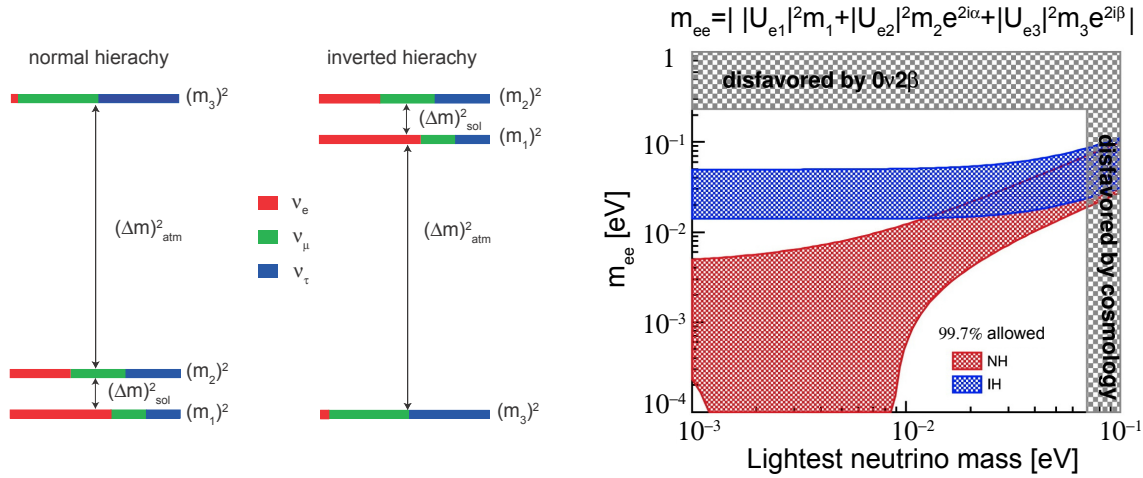 normal hierachy
(m_3)^2
(Δm)^2_atm
(m_2)^2
(Δm)^2_sol
(m_1)^2
ν_e
ν_μ
ν_τ
inverted hierachy
(m_2)^2
(Δm)^2_sol
(m_1)^2
(Δm)^2_atm
(m_3)^2
m_ee=| |U_e1|^2m_1+|U_e2|^2m_2e^2iα+|U_e3|^2m_3e^2iβ|
disfavored by 0ν2β
disfavored by cosmology
1
10^-1
10^-2
10^-3
10^-4
m_ee [eV]
99.7% allowed
NH
IH
10^-3
10^-2
10^-1
Lightest neutrino mass [eV]